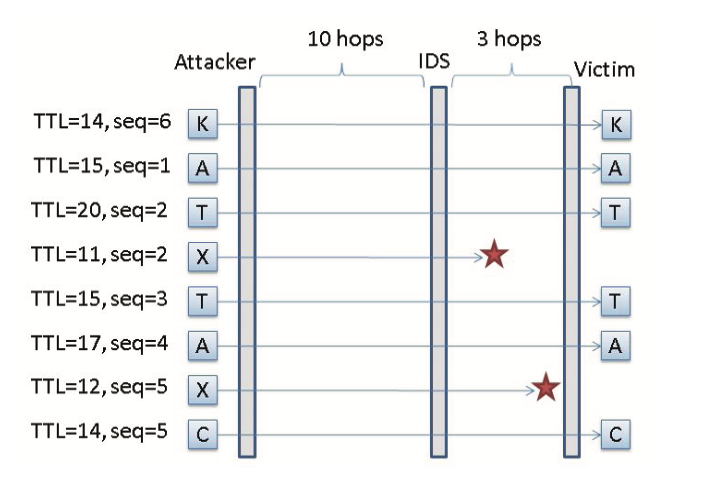 10 hops 3 hops
Attacker IDS Victim
TTL=14, seq=6 K K
TTL=15, seq=1 A A
TTL=20, seq=2 T T
TTL=11, seq=2 X
TTL=15, seq=3 T T
TTL=17, seq=4 A A
TTL=12, seq=5 X
TTL=14, seq=5 C C